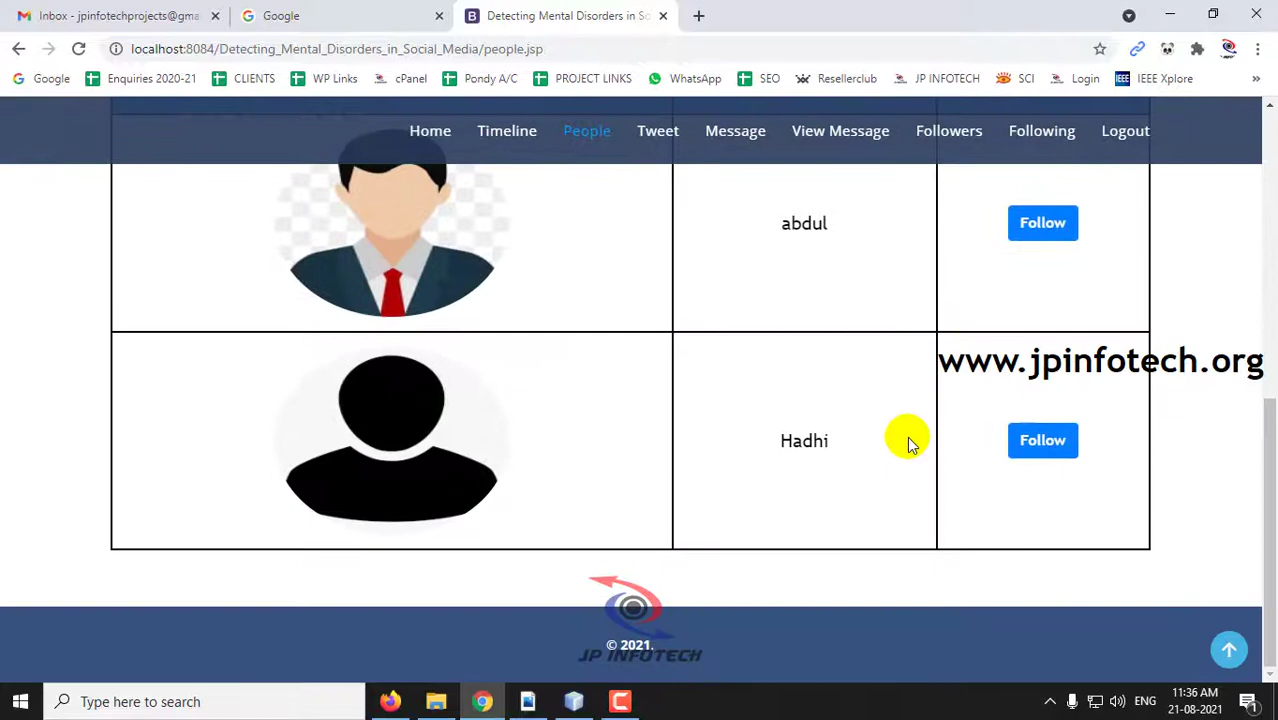 Inbox - jpinfotechprojects@gma
Google
Detecting Mental Disorders in So
localhost:8084/Detecting_Mental_Disorders_in_Social_Media/people.jsp
Google
Enquiries 2020-21
CLIENTS
WP Links
cPanel
Pondy A/C
PROJECT LINKS
WhatsApp
SEO
Resellerclub
JP INFOTECH
SCI
Login
IEEE Xplore
Home
Timeline
People
Tweet
Message
View Message
Followers
Following
Logout
abdul
Follow
www.jpinfotech.org
Hadhi
Follow
© 2021.
JP INFOTECH
Type here to search
ENG
11:36 AM
21-08-2021